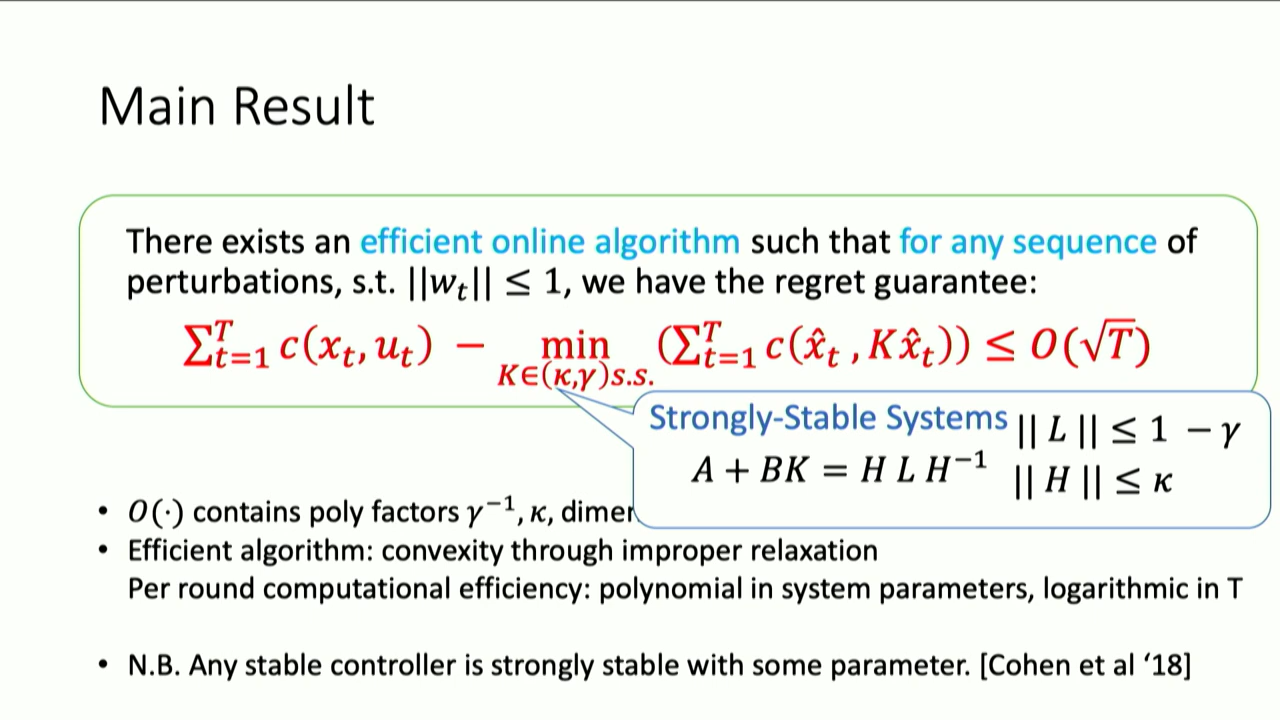 Main Result
There exists an efficient online algorithm such that for any sequence of
perturbations, s.t. ||w_t|| ≤ 1, we have the regret guarantee:
∑_{t=1}^T c(x_t, u_t) − min_{K∈(κ,γ)s.s.} (∑_{t=1}^T c(x̂_t , Kx̂_t)) ≤ O(√T)
Strongly-Stable Systems || L || ≤ 1 − γ
A + BK = H L H^{−1} || H || ≤ κ
• O(·) contains poly factors γ^{−1}, κ,
• Efficient algorithm: convexity through improper relaxation
Per round computational efficiency: polynomial in system parameters, logarithmic in T
• N.B. Any stable controller is strongly stable with some parameter. [Cohen et al ‘18]